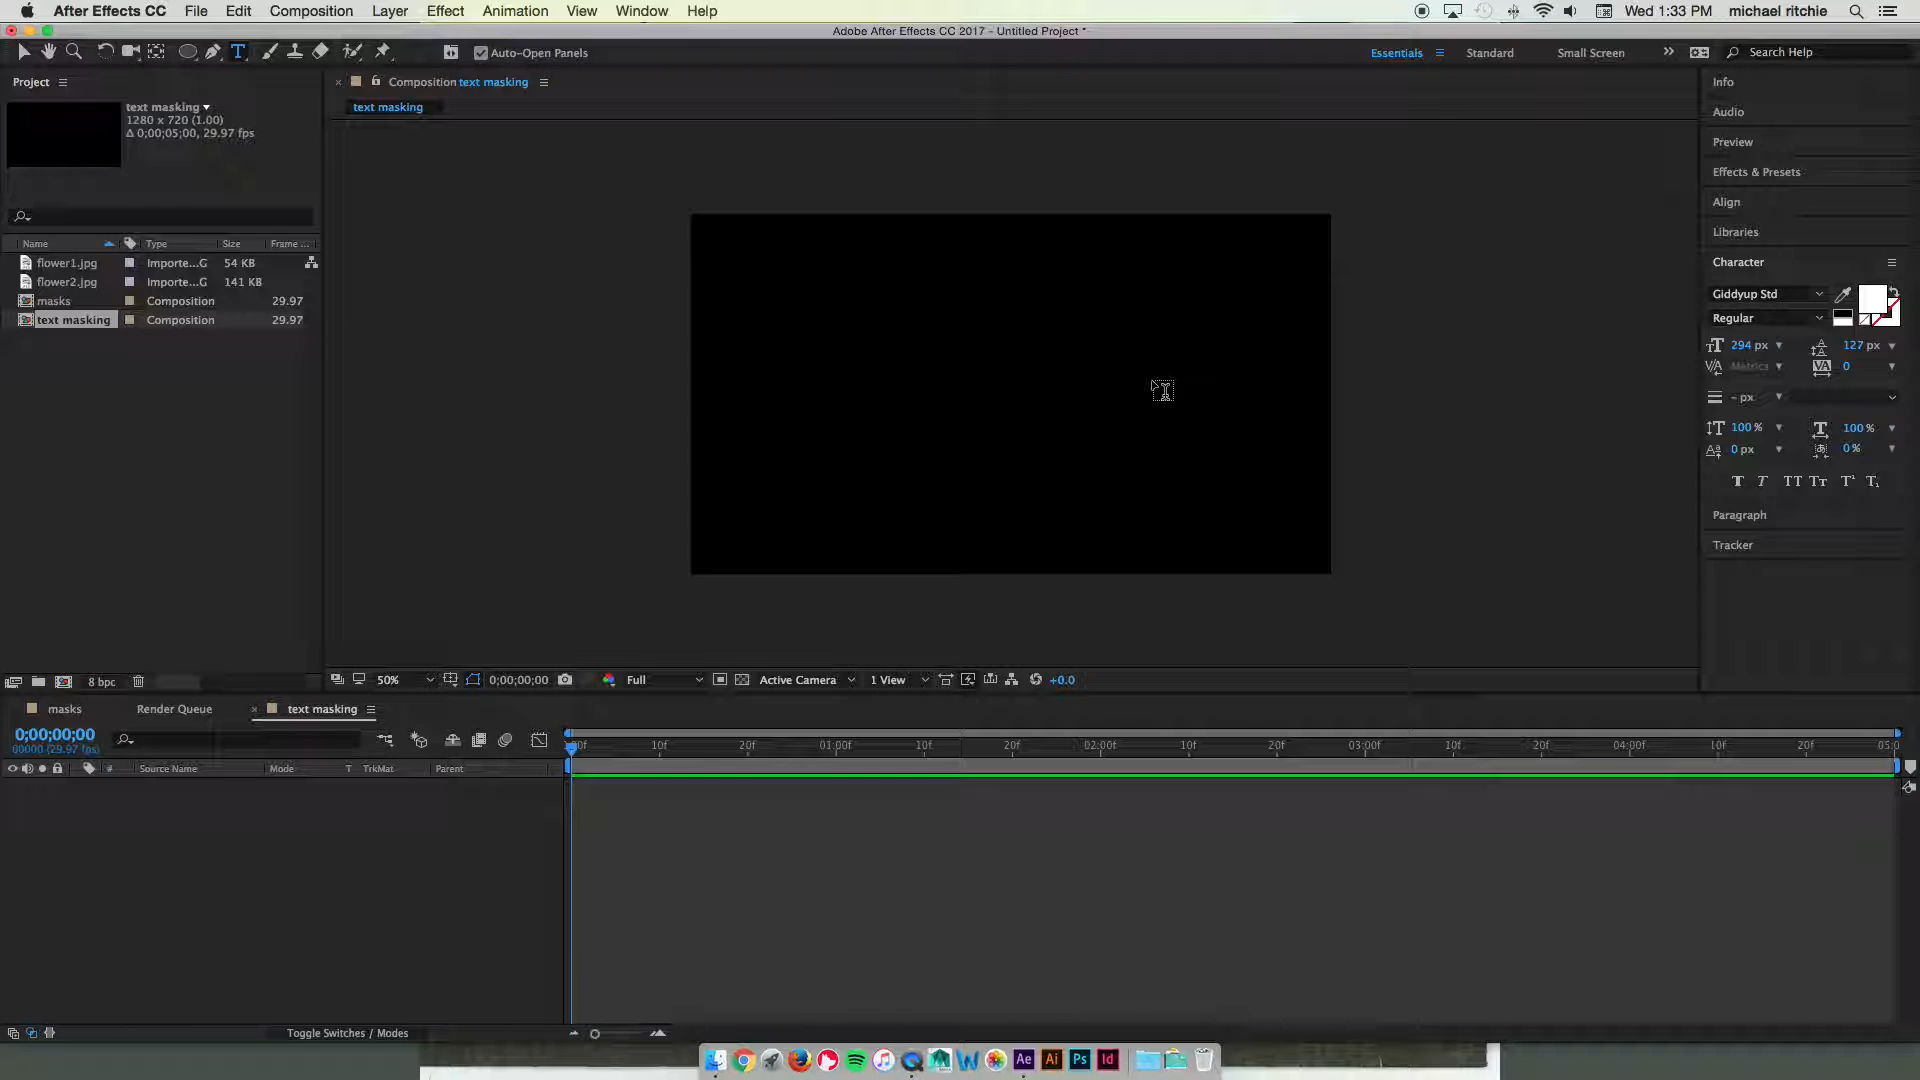 After Effects CC File Edit Composition Layer Effect Animation View Window Help Wed 1:33 PM michael ritchie
Adobe After Effects CC 2017 - Untitled Project *
Auto-Open Panels Essentials Standard Small Screen Search Help
Project
Composition text masking
Info
text masking
1280 x 720 (1.00)
Δ 0;00;05;00, 29.97 fps
text masking
Audio
Preview
Effects & Presets
Align
Libraries
Name Type Size Frame ...
flower1.jpg Importe...G 54 KB
flower2.jpg Importe...G 141 KB
masks Composition 29.97
text masking Composition 29.97
Character
Giddyup Std
Regular
294 px 127 px
Metrics 0
- px
100 % 100 %
0 px 0 %
T T TT Tt T¹ T₁
Paragraph
Tracker
8 bpc
50% 0;00;00;00 Full Active Camera 1 View +0.0
masks Render Queue text masking
0;00;00;00
00000 (29.97 fps)
:00f 10f 20f 01:00f 10f 20f 02:00f 10f 20f 03:00f 10f 20f 04:00f 10f 20f 05:0
# Source Name Mode T TrkMat Parent
Toggle Switches / Modes
Ae Ai Ps Id